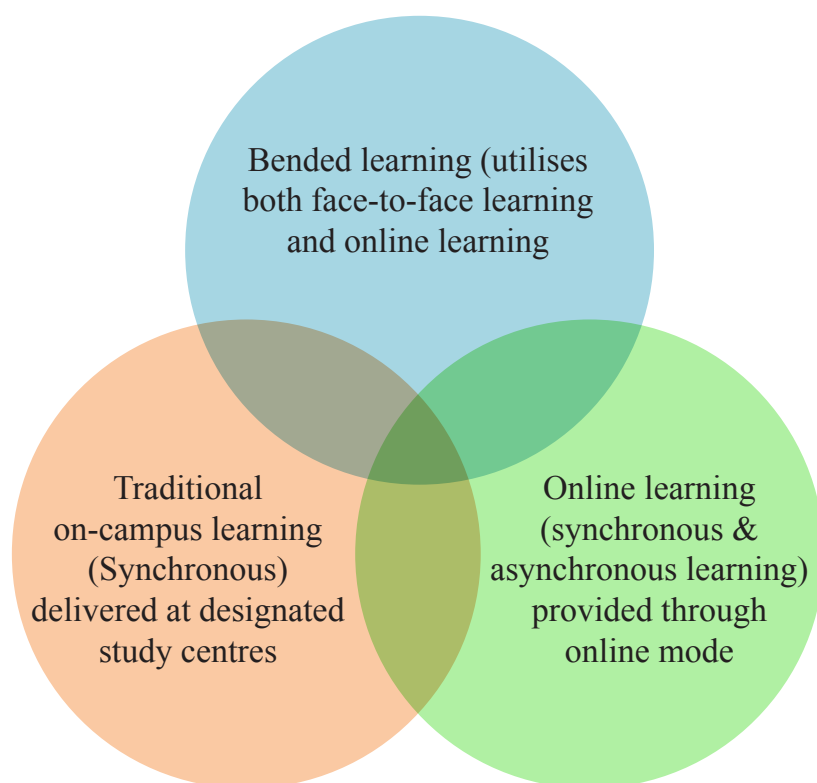 Bended learning (utilises
both face-to-face learning
and online learning
Traditional
on-campus learning
(Synchronous)
delivered at designated
study centres
Online learning
(synchronous &
asynchronous learning)
provided through
online mode